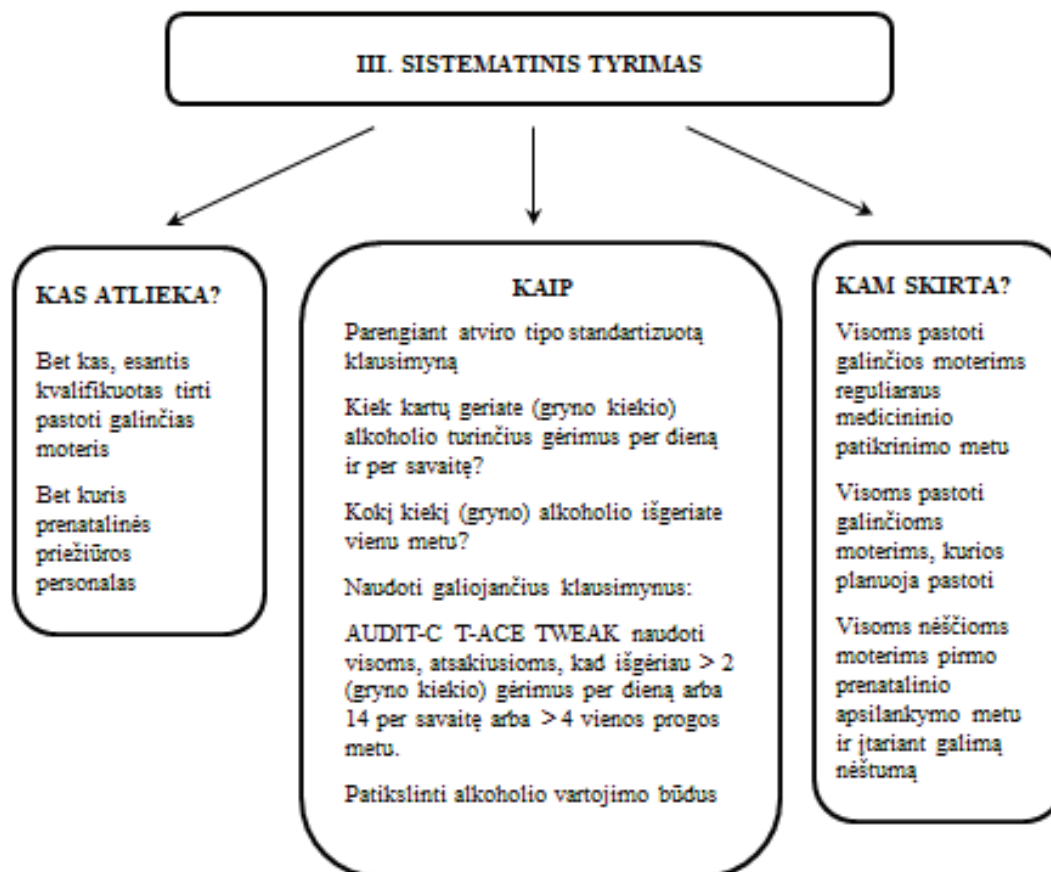 III. SISTEMATINIS TYRIMAS
KAS ATLIEKA?
Bet kas, esantis
kvalifikuotas tirti
pastoti galinčias
moteris
Bet kuris
prenatalinės
priežiūros
personalas
KAIP
Parengiant atviro tipo standartizuotą
klausimyną
Kiek kartų geriate (gryno kiekio)
alkoholio turinčius gėrimus per dieną
ir per savaitę?
Kokį kiekį (gryno) alkoholio išgeriate
vienu metu?
Naudoti galiojančius klausimynus:
AUDIT-C T-ACE TWEAK naudoti
visoms, atsakiusioms, kad išgėriau > 2
(gryno kiekio) gėrimus per dieną arba
14 per savaitę arba > 4 vienos progos
metu.
Patikslinti alkoholio vartojimo būdus
KAM SKIRTA?
Visoms pastoti
galinčios moterims
reguliaraus
medicininio
patikrinimo metu
Visoms pastoti
galinčioms
moterims, kurios
planuoja pastoti
Visoms nėščioms
moterims pirmo
prenatalinio
apsilankymo metu
ir įtariant galimą
nėštumą